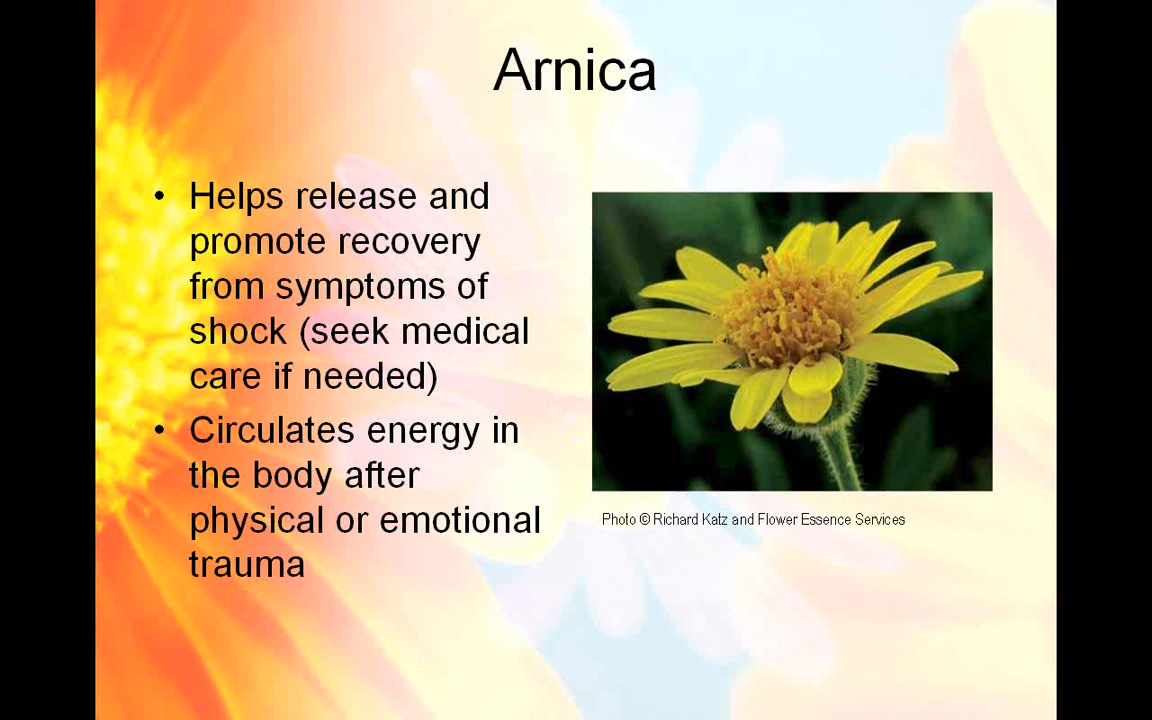 Arnica
• Helps release and
promote recovery
from symptoms of
shock (seek medical
care if needed)
• Circulates energy in
the body after
physical or emotional
trauma
Photo © Richard Katz and Flower Essence Services